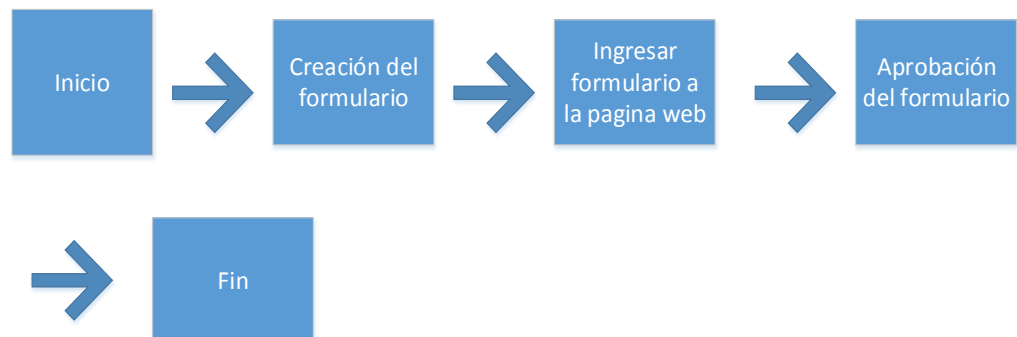 Inicio
Creación del
formulario
Ingresar
formulario a
la pagina web
Aprobación
del formulario
Fin